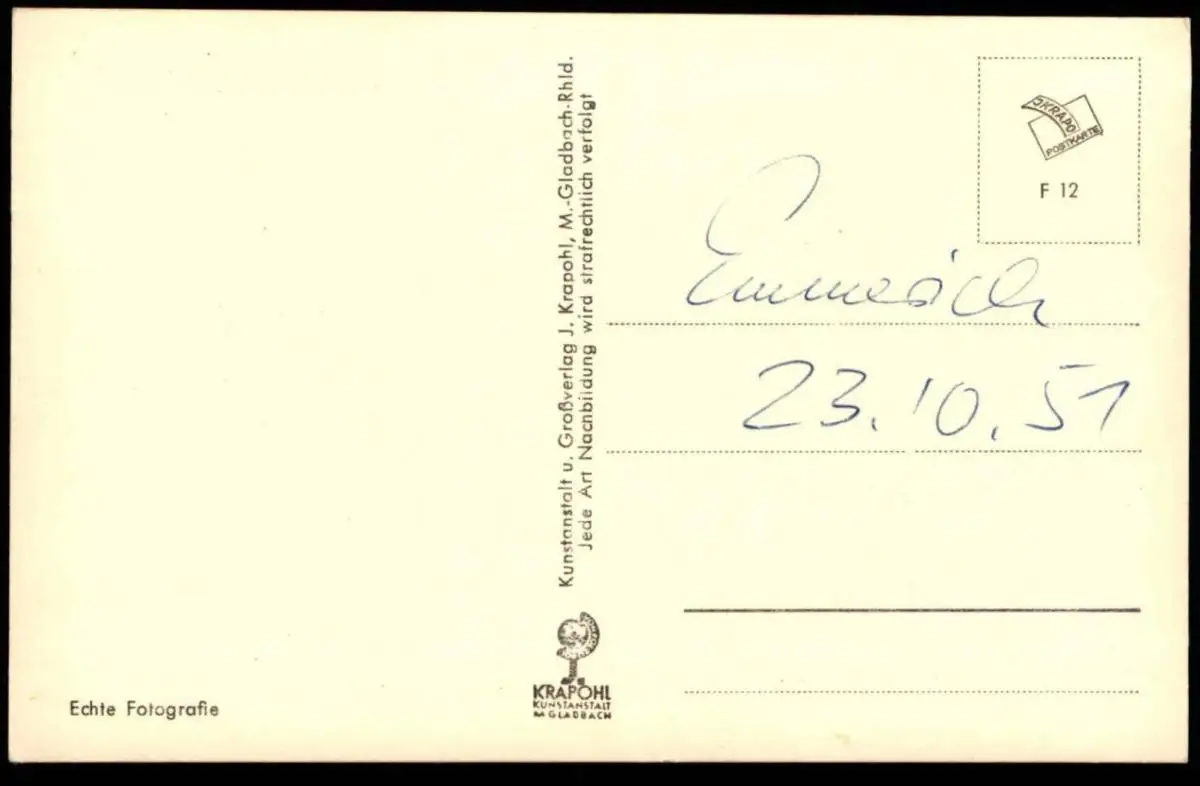 Kunstanstalt u. Großverlag J. Krapohl, M.-Gladbach-Rhld.
Jede Art Nachbildung wird strafrechtlich verfolgt
JKRAPO
POSTKARTE
F 12
Emmerich
23.10.51
J.
KRAPOHL
KUNSTANSTALT
M GLADBACH
Echte Fotografie